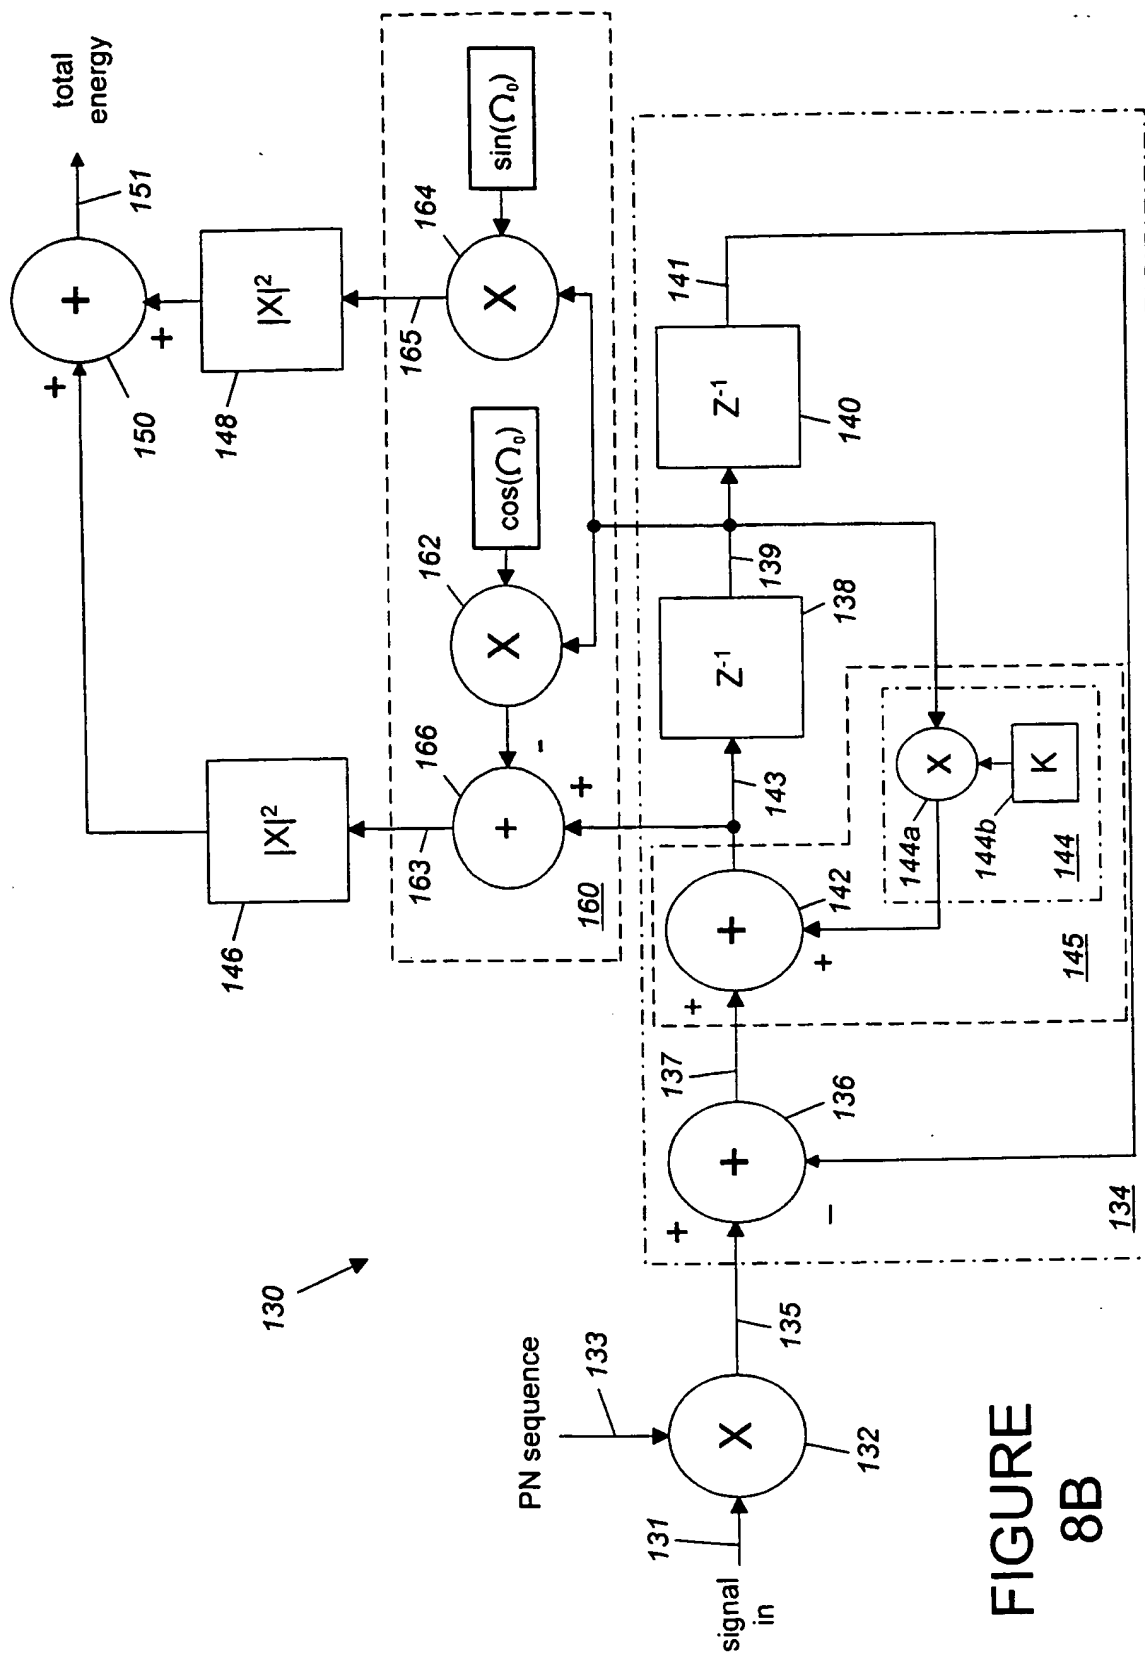 total
energy
151
+
150
+
+
|X|²
148
|X|²
146
sin(Ω₀)
164
X
165
cos(Ω₀)
162
X
-
166
+
+
163
160
141
Z⁻¹
140
139
Z⁻¹
138
143
144a
X
K
144b
144
142
+
+
+
145
137
136
+
+
-
134
130
135
PN sequence
133
X
132
131
signal
in
FIGURE
8B